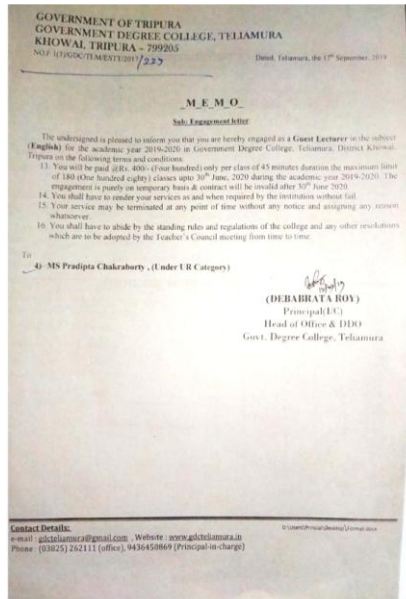 GOVERNMENT OF TRIPURA
GOVERNMENT DEGREE COLLEGE, TELIAMURA
KHOWAI, TRIPURA – 799205
Dated, Teliamura, the 17th September, 2019
_M_E_M_O_
Sub: Engagement letter
The undersigned is pleased to inform you that you are hereby engaged as a Guest Lecturer in the subject
(English) for the academic year 2019-2020 in Government Degree College, Teliamura, District Khowai,
Tripura on the following terms and conditions.
13. You will be paid @Rs. 400/- (Four hundred) only per class of 45 minutes duration the maximum limit
of 180 (One hundred eighty) classes upto 30th June, 2020 during the academic year 2019-2020. The
engagement is purely on temporary basis & contract will be invalid after 30th June 2020.
14. You shall have to render your services as and when required by the institution without fail.
15. Your service may be terminated at any point of time without any notice and assigning any reason
whatsoever.
16. You shall have to abide by the standing rules and regulations of the college and any other resolutions
which are to be adopted by the Teacher's Council meeting from time to time.
To
4) MS Pradipta Chakraborty , (Under UR Category)
(DEBABRATA ROY)
Principal(I/C)
Head of Office & DDO
Govt. Degree College, Teliamura
Contact Details:
e-mail : gdcteliamura@gmail.com , Website : www.gdcteliamura.in
Phone : (03825) 262111 (office), 9436450869 (Principal-in-charge)